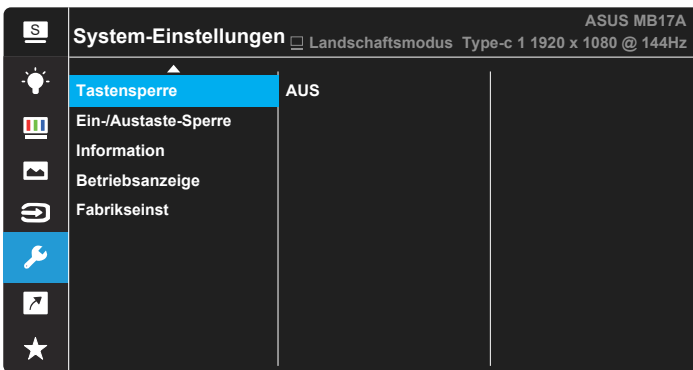 S
ASUS MB17A
System-Einstellungen
Landschaftsmodus Type-c 1 1920 x 1080 @ 144Hz
Tastensperre AUS
Ein-/Austaste-Sperre
Information
Betriebsanzeige
Fabrikseinst